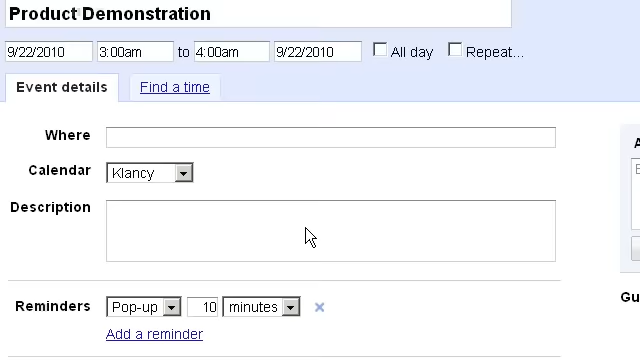 Product Demonstration
9/22/2010 3:00am to 4:00am 9/22/2010 All day Repeat...
Event details Find a time
Where
Calendar Klancy
Description
Reminders Pop-up 10 minutes
Gu
Add a reminder